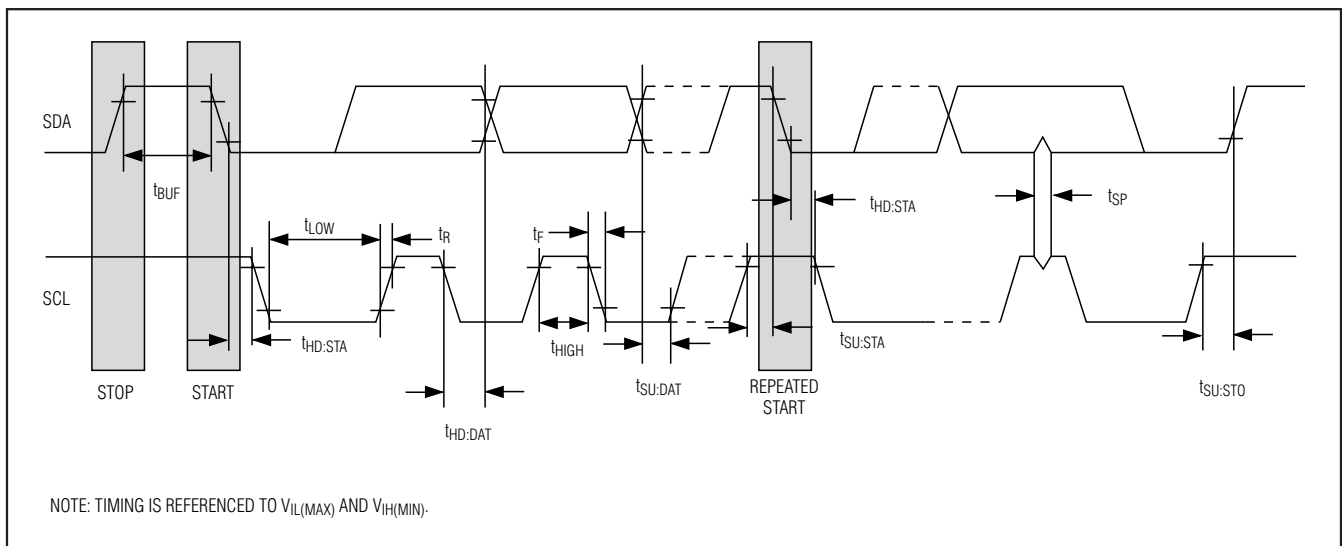 SDA
tBUF
tHD:STA
tSP
tLOW
tR
tF
SCL
tHD:STA
tHIGH
tSU:STA
tSU:DAT
tSU:STO
STOP
START
REPEATED
START
tHD:DAT
NOTE: TIMING IS REFERENCED TO VIL(MAX) AND VIH(MIN).